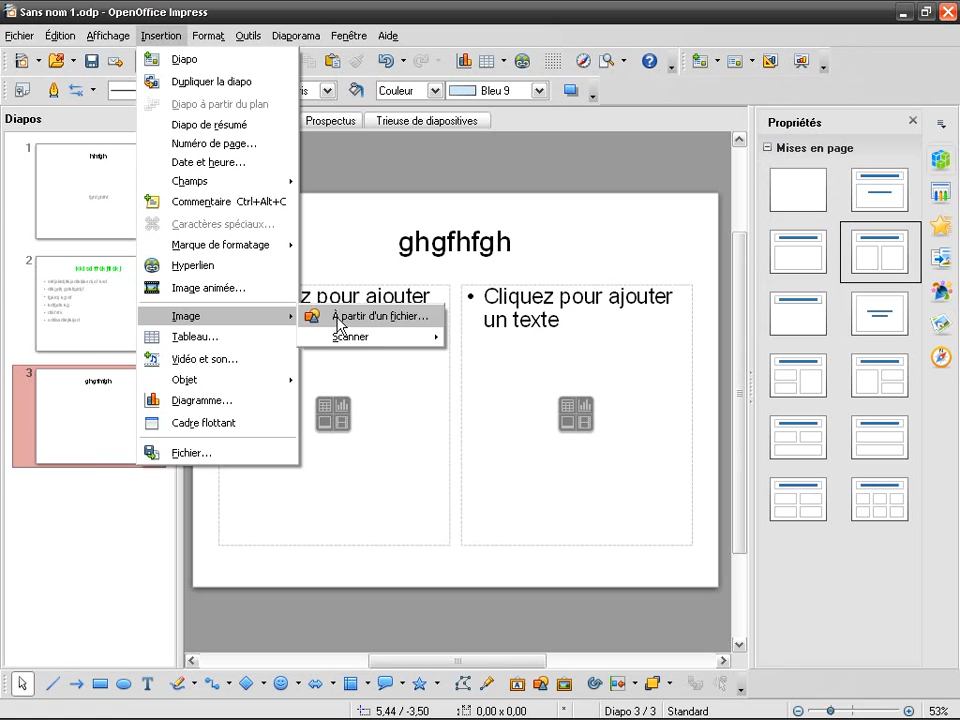 Sans nom 1.odp - OpenOffice Impress
Fichier Édition Affichage Insertion Format Outils Diaporama Fenêtre Aide
Couleur Bleu 9
Diapos
Prospectus Trieuse de diapositives
Propriétés
Mises en page
Diapo
Dupliquer la diapo
Diapo à partir du plan
Diapo de résumé
Numéro de page...
Date et heure...
Champs
Commentaire Ctrl+Alt+C
Caractères spéciaux...
Marque de formatage
Hyperlien
Image animée...
Image
Tableau...
Vidéo et son...
Objet
Diagramme...
Cadre flottant
Fichier...
À partir d'un fichier...
Scanner
1
hhfgh
2
3
ghgfhfgh
ghgfhfgh
z pour ajouter
• Cliquez pour ajouter
un texte
5,44 / -3,50 0,00 x 0,00 * Diapo 3 / 3 Standard 53%